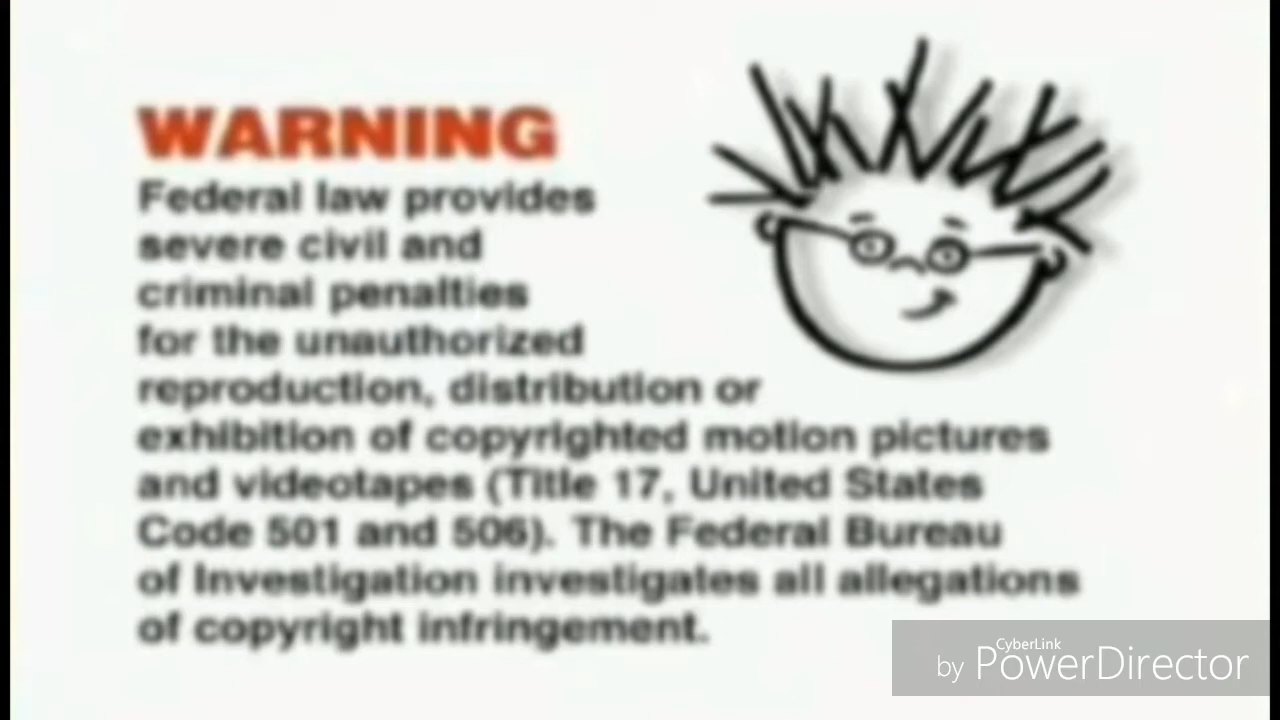 WARNING
Federal law provides
severe civil and
criminal penalties
for the unauthorized
reproduction, distribution or
exhibition of copyrighted motion pictures
and videotapes (Title 17, United States
Code 501 and 506). The Federal Bureau
of Investigation investigates all allegations
of copyright infringement.
CyberLink
by PowerDirector